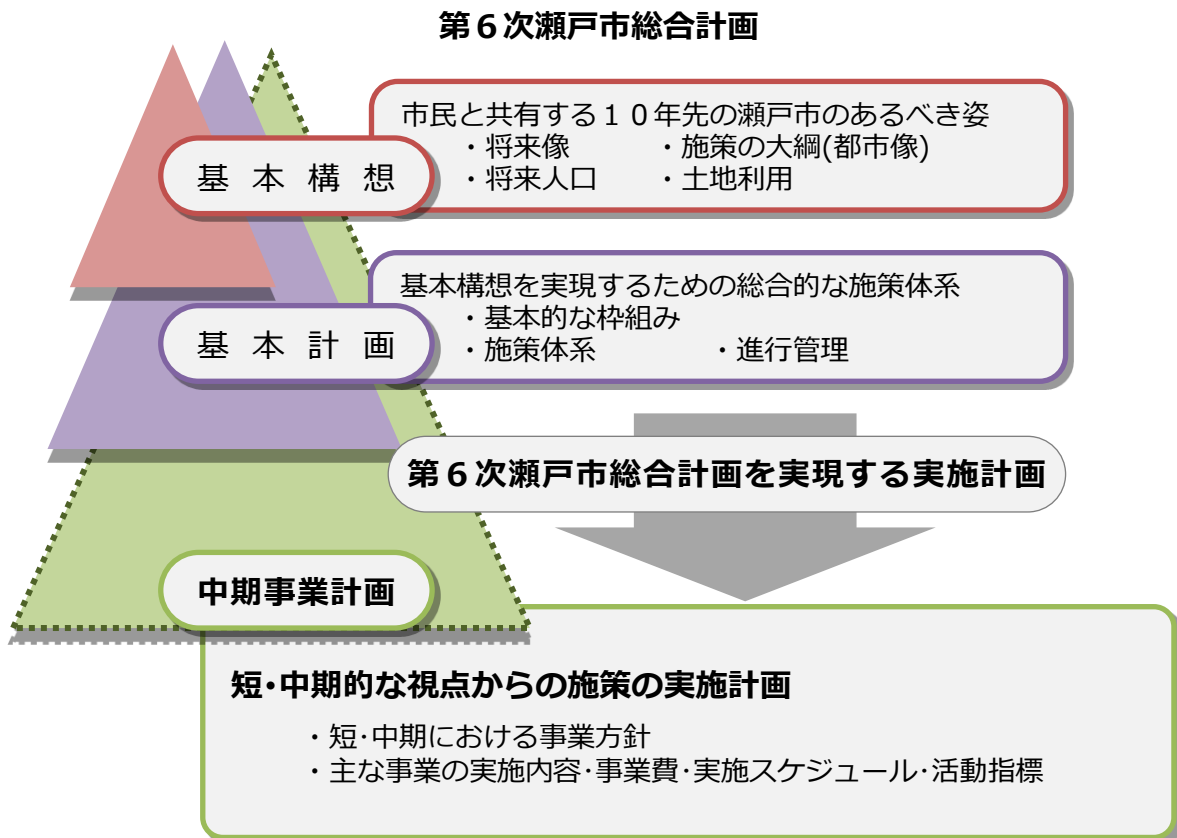 第６次瀬戸市総合計画
市民と共有する１０年先の瀬戸市のあるべき姿
・将来像　・施策の大綱(都市像)
基本構想
・将来人口　・土地利用
基本構想を実現するための総合的な施策体系
・基本的な枠組み
基本計画
・施策体系　・進行管理
第６次瀬戸市総合計画を実現する実施計画
中期事業計画
短･中期的な視点からの施策の実施計画
・短･中期における事業方針
・主な事業の実施内容･事業費･実施スケジュール･活動指標